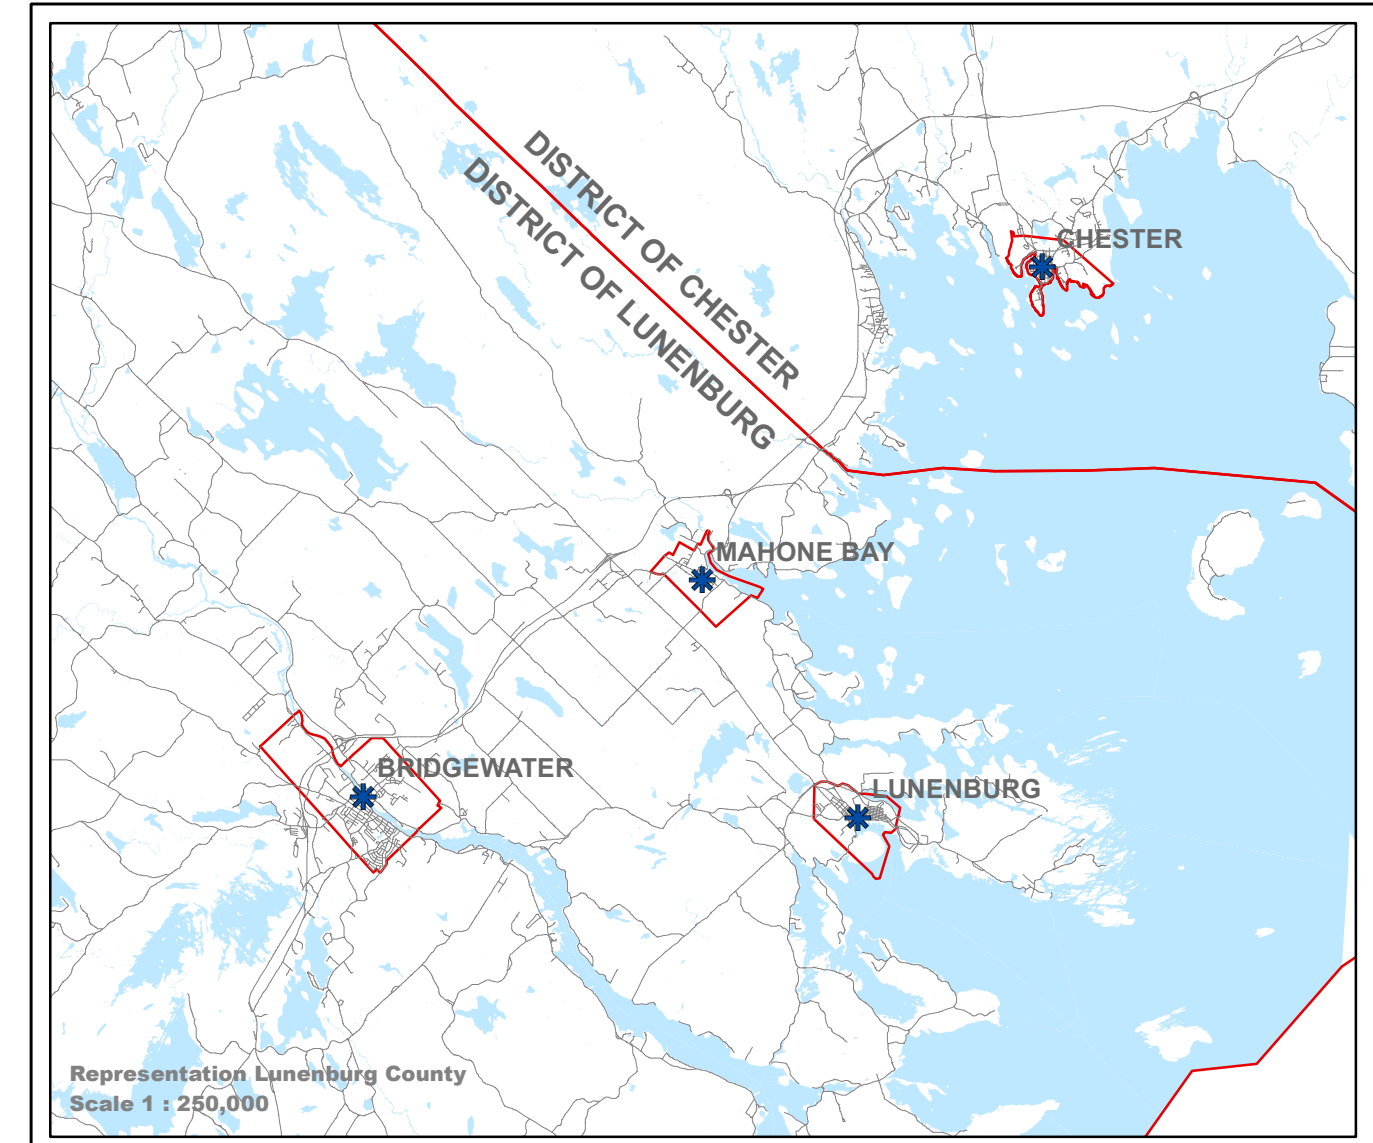 DISTRICT OF CHESTER
DISTRICT OF LUNENBURG
CHESTER
MAHONE BAY
BRIDGEWATER
LUNENBURG
Representation Lunenburg County
Scale 1 : 250,000